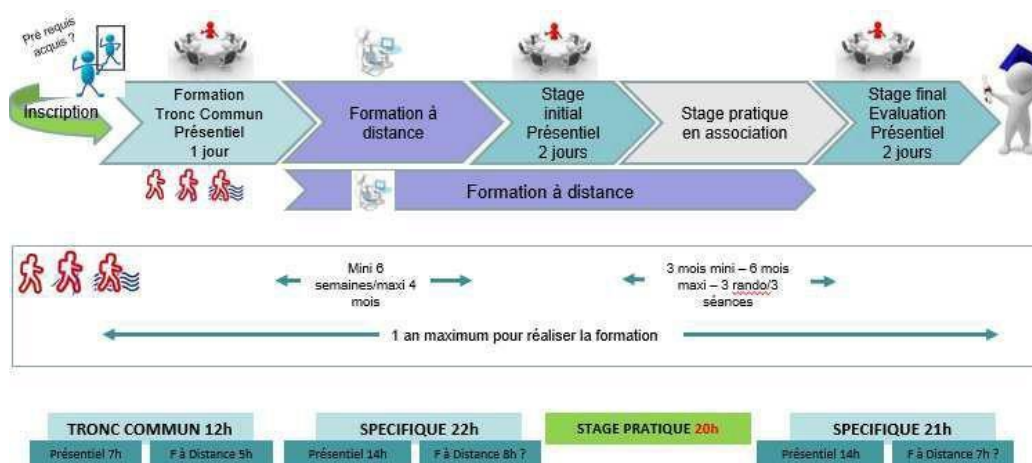 Pré requis
acquis ?
Inscription
Formation
Tronc Commun
Présentiel
1 jour
Formation à
distance
Stage
initial
Présentiel
2 jours
Stage pratique
en association
Stage final
Evaluation
Présentiel
2 jours
Formation à distance
Mini 6
semaines/maxi 4
mois
3 mois mini – 6 mois
maxi – 3 rando/3
séances
1 an maximum pour réaliser la formation
TRONC COMMUN 12h
Présentiel 7h
F à Distance 5h
SPECIFIQUE 22h
Présentiel 14h
F à Distance 8h ?
STAGE PRATIQUE 20h
SPECIFIQUE 21h
Présentiel 14h
F à Distance 7h ?